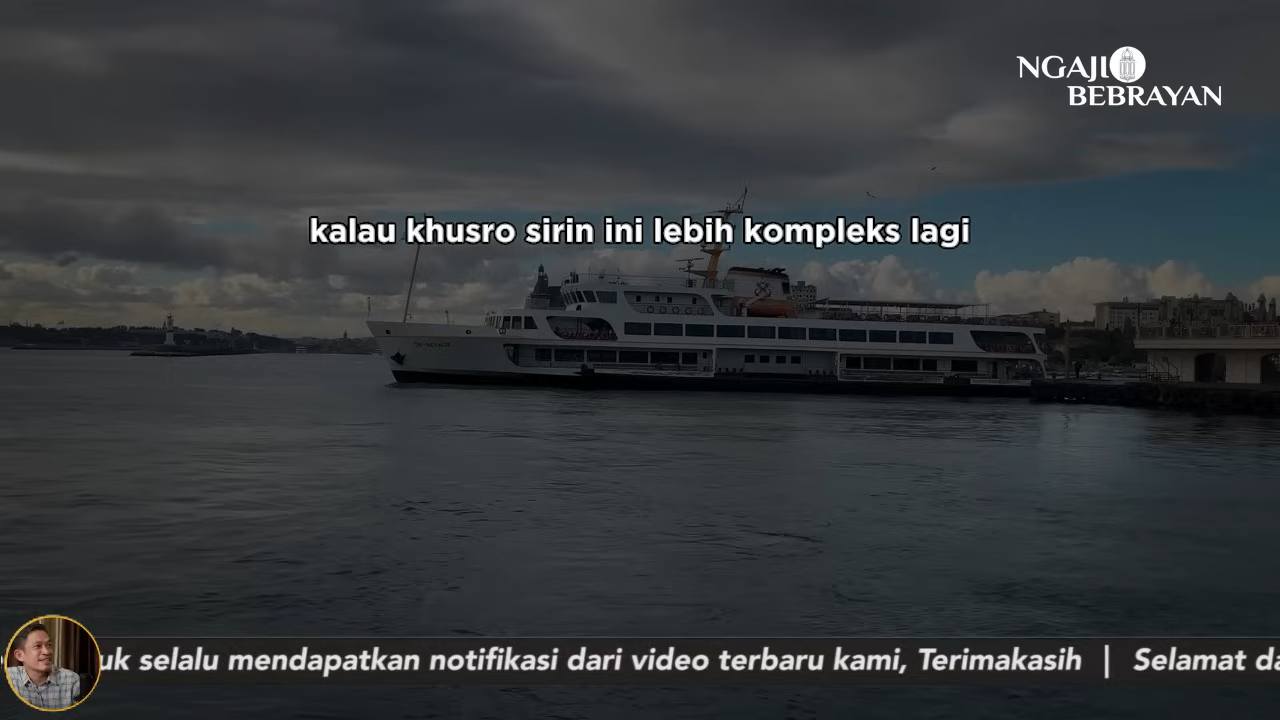 NGAJI
BEBRAYAN
kalau khusro sirin ini lebih kompleks lagi
uk selalu mendapatkan notifikasi dari video terbaru kami, Terimakasih | Selamat da